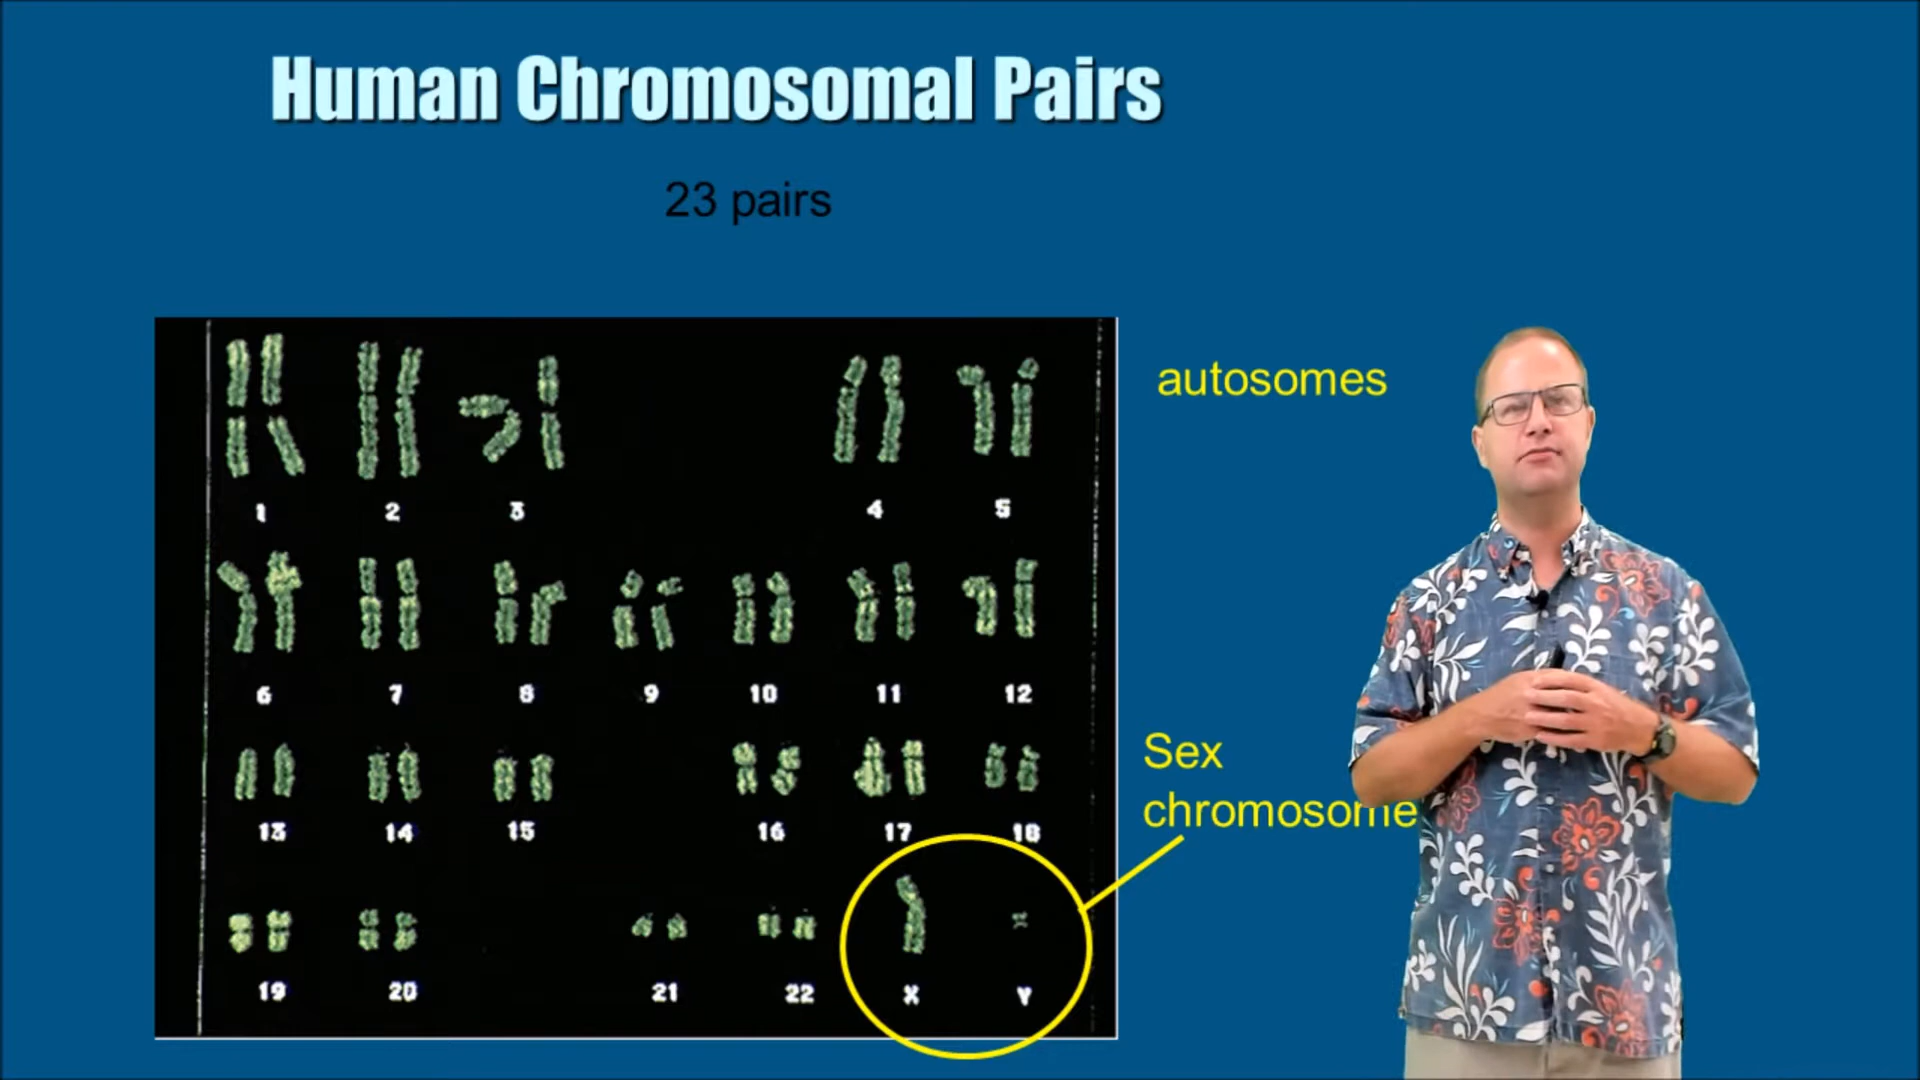 Human Chromosomal Pairs
23 pairs
autosomes
1 2 3 4 5
6 7 8 9 10 11 12
Sex
chromosome
13 14 15 16 17 18
19 20 21 22 X Y